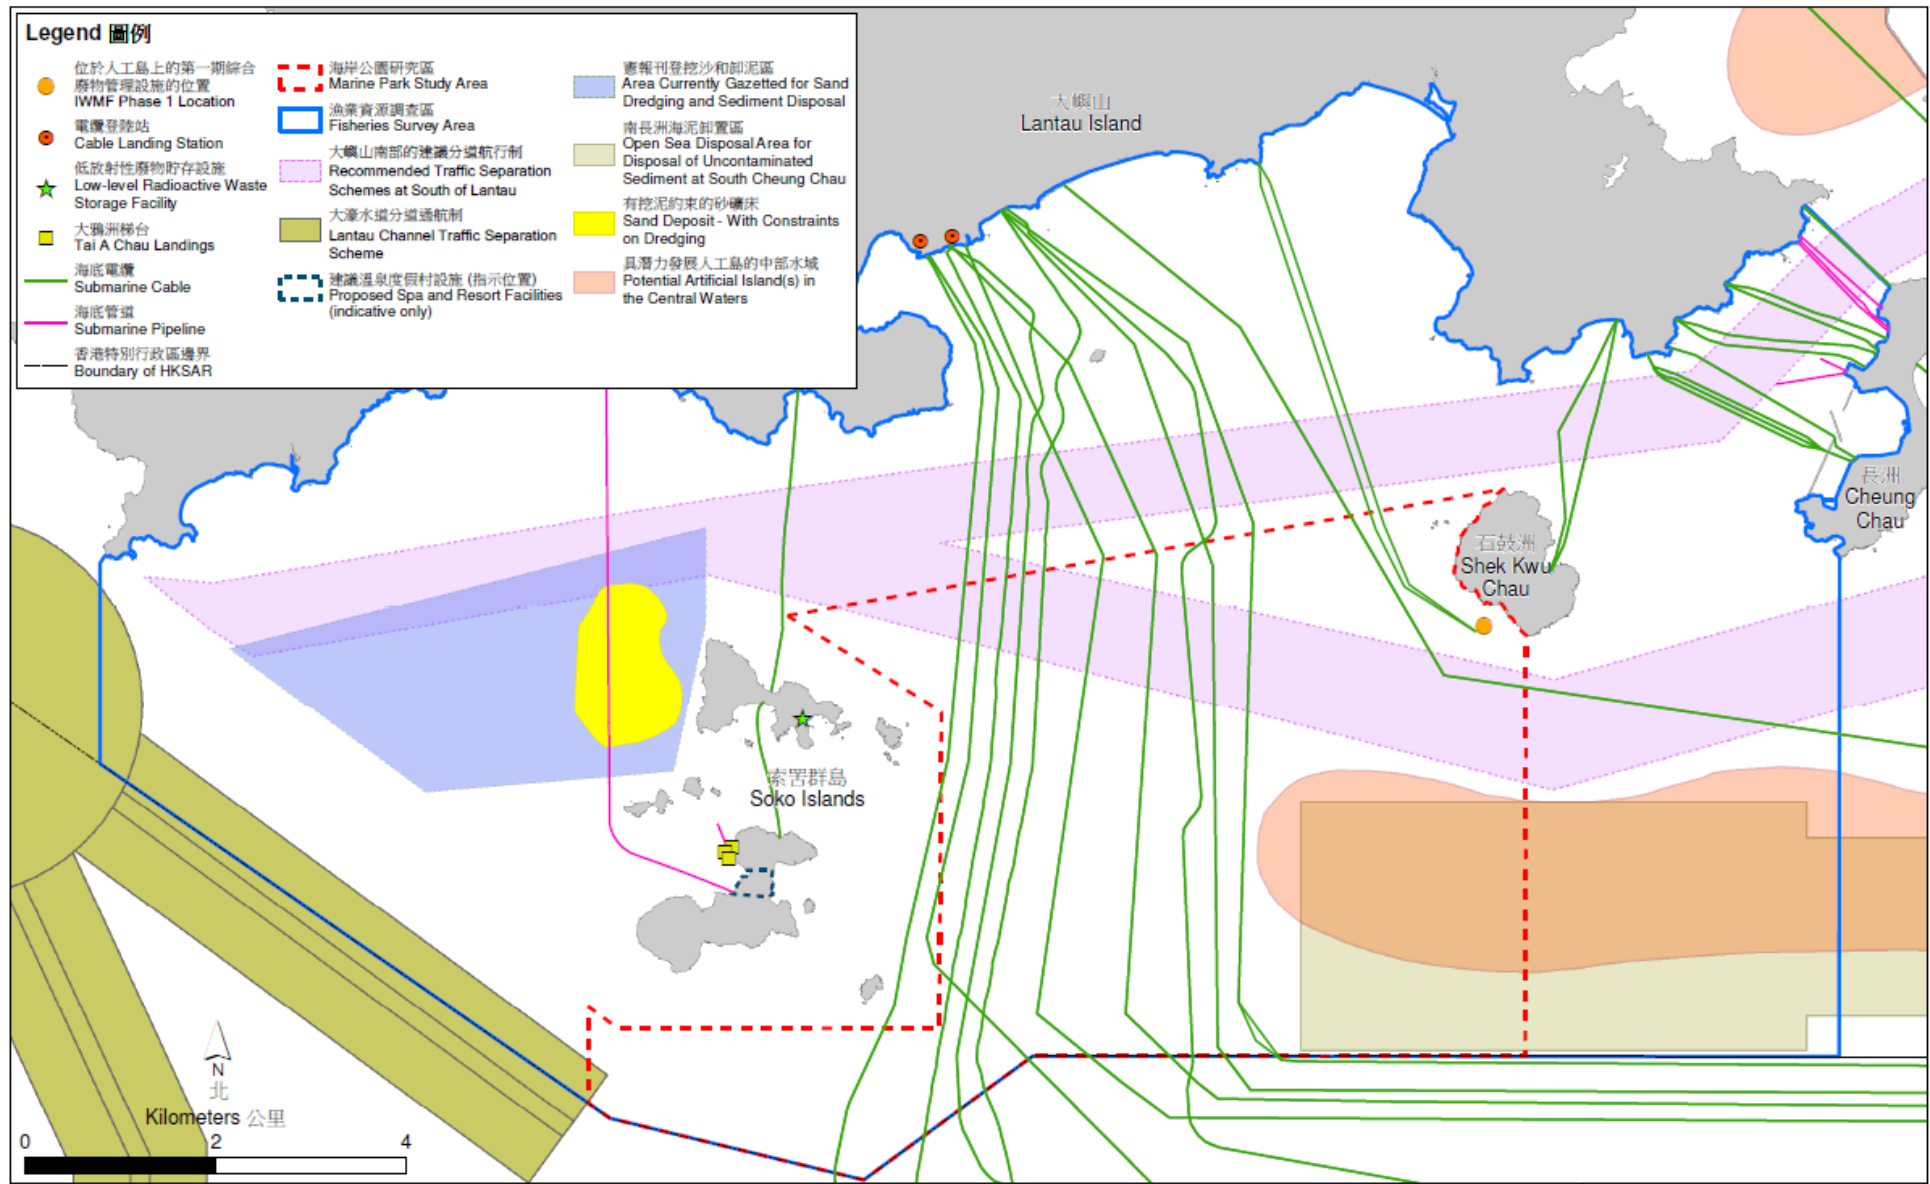 Legend 圖例
位於人工島上的第一期綜合
廢物管理設施的位置
IWMF Phase 1 Location
電纜登陸站
Cable Landing Station
低放射性廢物貯存設施
Low-level Radioactive Waste
Storage Facility
大鴉洲梯台
Tai A Chau Landings
海底電纜
Submarine Cable
海底管道
Submarine Pipeline
香港特別行政區邊界
Boundary of HKSAR
海岸公園研究區
Marine Park Study Area
漁業資源調查區
Fisheries Survey Area
大嶼山南部的建議分道航行制
Recommended Traffic Separation
Schemes at South of Lantau
大濠水道分道通航制
Lantau Channel Traffic Separation
Scheme
建議溫泉度假村設施 (指示位置)
Proposed Spa and Resort Facilities
(indicative only)
憲報刊登挖沙和卸泥區
Area Currently Gazetted for Sand
Dredging and Sediment Disposal
南長洲海泥卸置區
Open Sea Disposal Area for
Disposal of Uncontaminated
Sediment at South Cheung Chau
有挖泥約束的砂礦床
Sand Deposit - With Constraints
on Dredging
具潛力發展人工島的中部水域
Potential Artificial Island(s) in
the Central Waters
大嶼山
Lantau Island
長洲
Cheung
Chau
石鼓洲
Shek Kwu
Chau
索罟群島
Soko Islands
N
北
Kilometers 公里
0 2 4